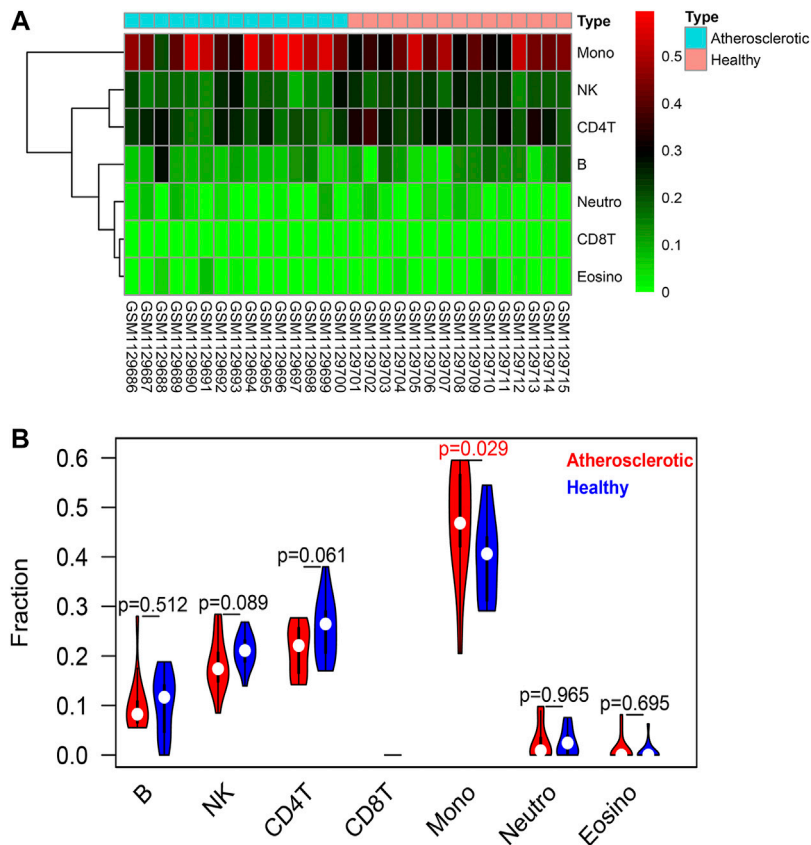 A
Type
Type
Atherosclerotic
Healthy
Mono
NK
CD4T
B
Neutro
CD8T
Eosino
0.5
0.4
0.3
0.2
0.1
0
GSM1129686
GSM1129687
GSM1129688
GSM1129689
GSM1129690
GSM1129691
GSM1129692
GSM1129693
GSM1129694
GSM1129695
GSM1129696
GSM1129697
GSM1129698
GSM1129699
GSM1129700
GSM1129701
GSM1129702
GSM1129703
GSM1129704
GSM1129705
GSM1129706
GSM1129707
GSM1129708
GSM1129709
GSM1129710
GSM1129711
GSM1129712
GSM1129713
GSM1129714
GSM1129715
B
Fraction
0.6
0.5
0.4
0.3
0.2
0.1
0.0
p=0.512
p=0.089
p=0.061
p=0.029
p=0.965
p=0.695
Atherosclerotic
Healthy
B
NK
CD4T
CD8T
Mono
Neutro
Eosino